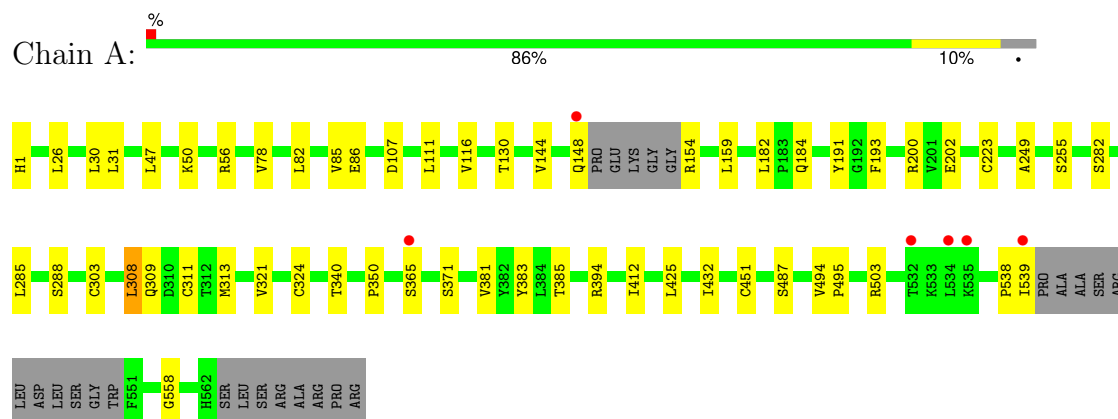 %
Chain A:
86% 10% •
H1 L26 L30 L31 L47 K50 R56 V78 L82 V85 E86 D107 L111 V116 T130 V144 Q148 PRO GLU LYS GLY GLY R154 L159 L182 P183 Q184 Y191 G192 F193 R200 V201 E202 C223 A249 S255 S282
L285 S288 C303 L308 Q309 D310 C311 T312 M313 V321 C324 T340 P350 S365 S371 V381 Y382 Y383 L384 T385 R394 I412 L425 I432 C451 S487 V494 P495 R503 T532 K533 L534 K535 P538 I539 PRO ALA ALA SER ARG
LEU ASP LEU SER GLY TRP F551 G558 H562 SER LEU SER ARG ALA ARG PRO ARG